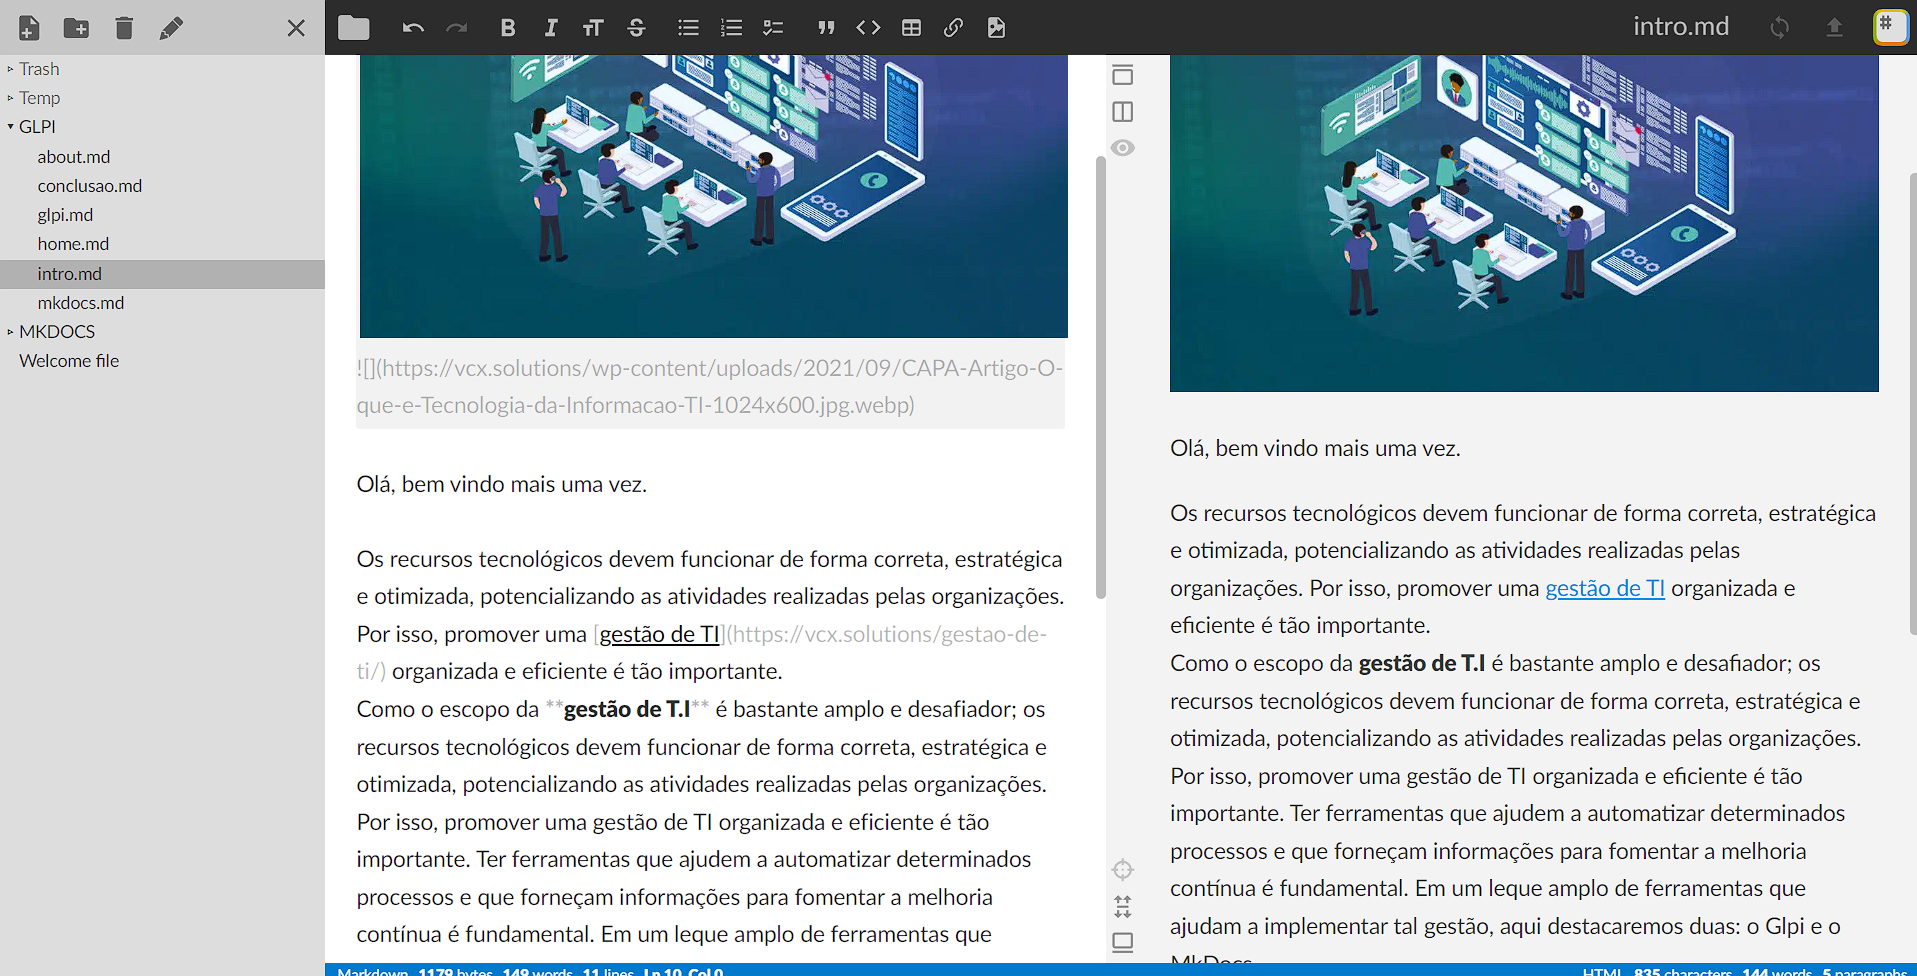 intro.md
Trash
Temp
GLPI
about.md
conclusao.md
glpi.md
home.md
intro.md
mkdocs.md
MKDOCS
Welcome file
![](https://vcx.solutions/wp-content/uploads/2021/09/CAPA-Artigo-O-
que-e-Tecnologia-da-Informacao-TI-1024x600.jpg.webp)
Olá, bem vindo mais uma vez.
Os recursos tecnológicos devem funcionar de forma correta, estratégica
e otimizada, potencializando as atividades realizadas pelas organizações.
Por isso, promover uma [gestão de TI](https://vcx.solutions/gestao-de-
ti/) organizada e eficiente é tão importante.
Como o escopo da **gestão de T.I** é bastante amplo e desafiador; os
recursos tecnológicos devem funcionar de forma correta, estratégica e
otimizada, potencializando as atividades realizadas pelas organizações.
Por isso, promover uma gestão de TI organizada e eficiente é tão
importante. Ter ferramentas que ajudem a automatizar determinados
processos e que forneçam informações para fomentar a melhoria
contínua é fundamental. Em um leque amplo de ferramentas que
Olá, bem vindo mais uma vez.
Os recursos tecnológicos devem funcionar de forma correta, estratégica
e otimizada, potencializando as atividades realizadas pelas
organizações. Por isso, promover uma gestão de TI organizada e
eficiente é tão importante.
Como o escopo da gestão de T.I é bastante amplo e desafiador; os
recursos tecnológicos devem funcionar de forma correta, estratégica e
otimizada, potencializando as atividades realizadas pelas organizações.
Por isso, promover uma gestão de TI organizada e eficiente é tão
importante. Ter ferramentas que ajudem a automatizar determinados
processos e que forneçam informações para fomentar a melhoria
contínua é fundamental. Em um leque amplo de ferramentas que
ajudam a implementar tal gestão, aqui destacaremos duas: o Glpi e o
MkDocs
Markdown 1179 bytes 149 words 11 lines Ln 10, Col 0
HTML 835 characters 144 words 5 paragraphs